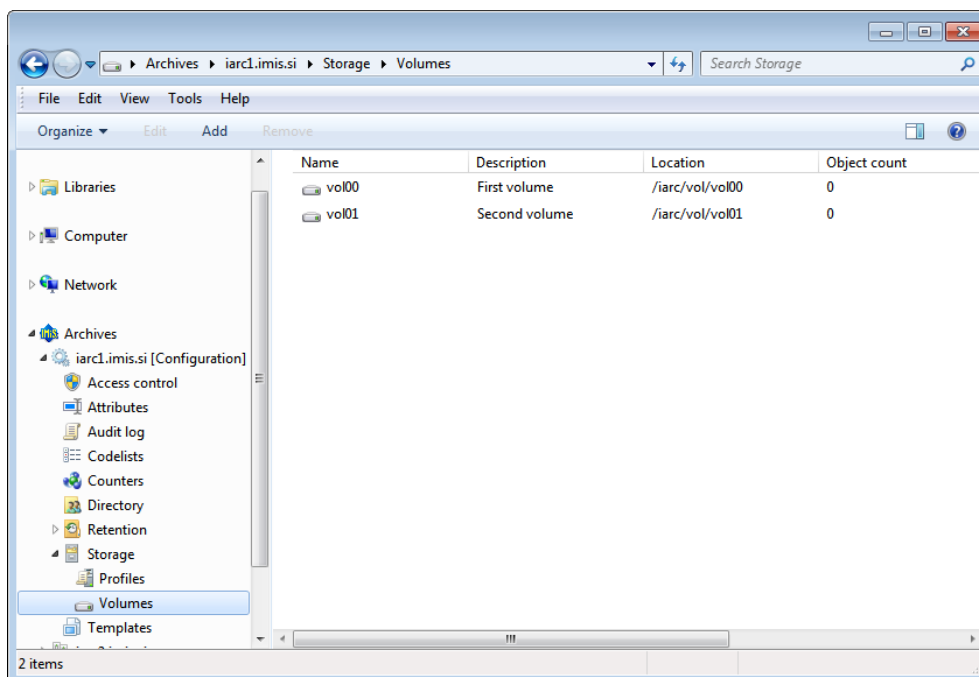 Archives iarc1.imis.si Storage Volumes Search Storage
File Edit View Tools Help
Organize Edit Add Remove
Name Description Location Object count
vol00 First volume /iarc/vol/vol00 0
vol01 Second volume /iarc/vol/vol01 0
Libraries
Computer
Network
Archives
iarc1.imis.si [Configuration]
Access control
Attributes
Audit log
Codelists
Counters
Directory
Retention
Storage
Profiles
Volumes
Templates
2 items